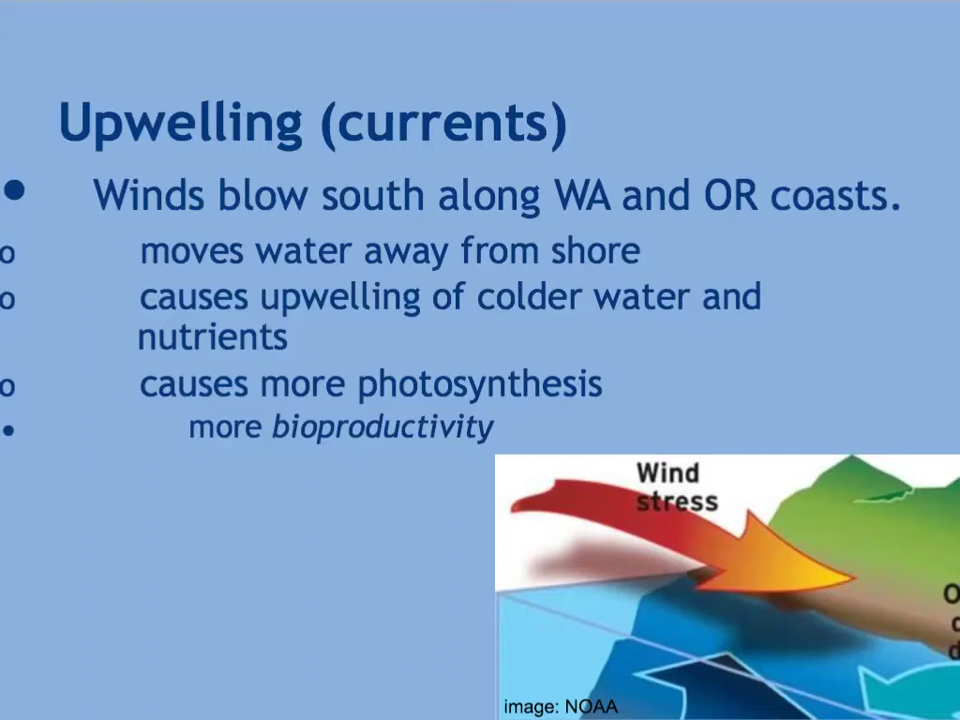 Upwelling (currents)
• Winds blow south along WA and OR coasts.
o moves water away from shore
o causes upwelling of colder water and
nutrients
o causes more photosynthesis
• more bioproductivity
Wind
stress
image: NOAA